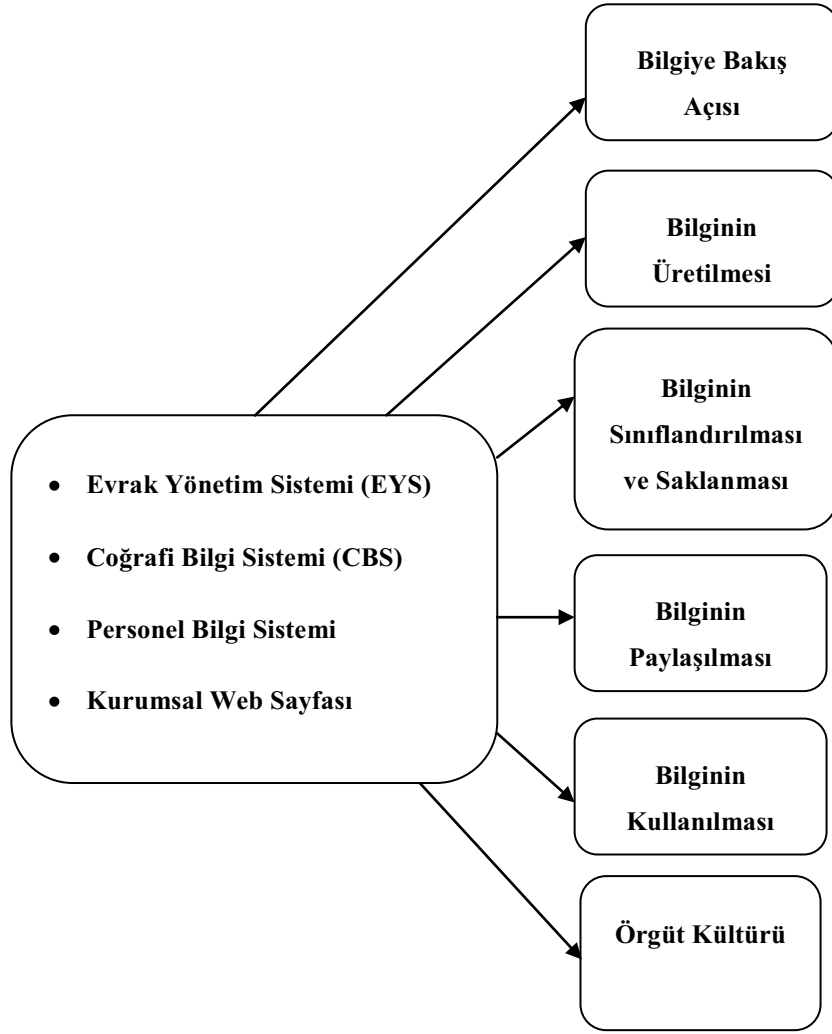 Bilgiye Bakış
Açısı
Bilginin
Üretilmesi
Bilginin
Sınıflandırılması
ve Saklanması
• Evrak Yönetim Sistemi (EYS)
• Coğrafi Bilgi Sistemi (CBS)
• Personel Bilgi Sistemi
• Kurumsal Web Sayfası
Bilginin
Paylaşılması
Bilginin
Kullanılması
Örgüt Kültürü